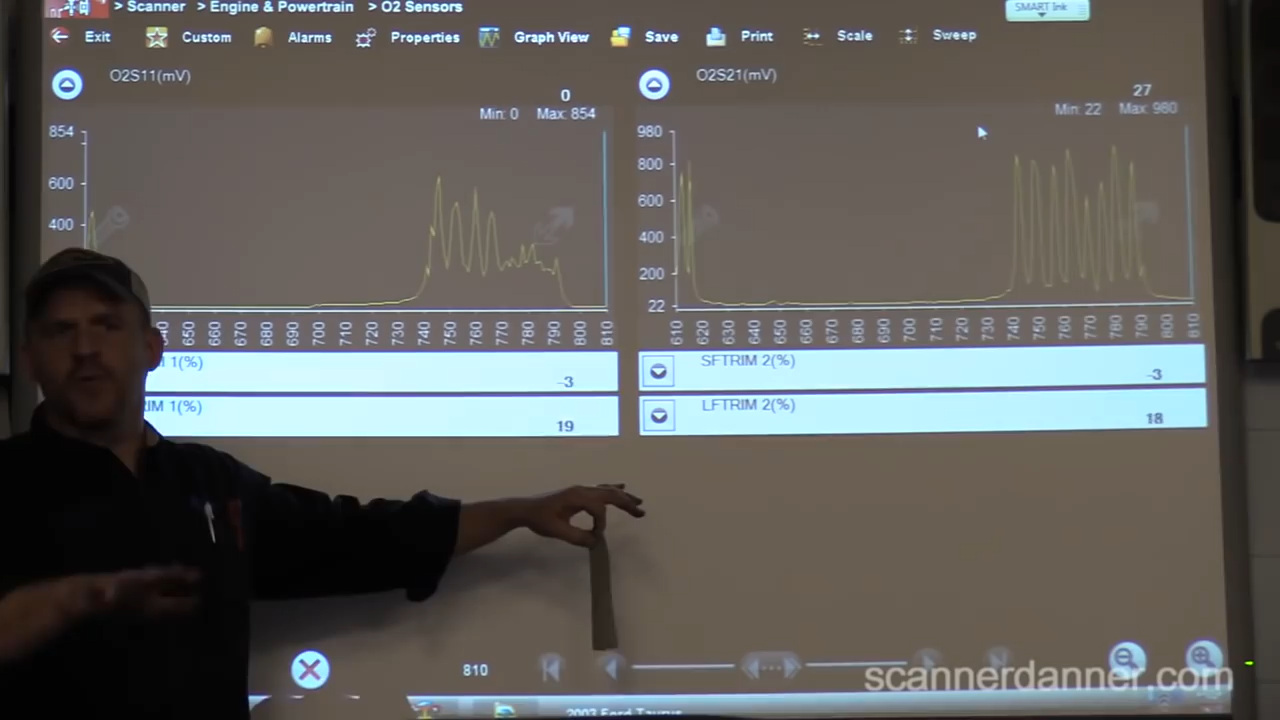 > Scanner > Engine & Powertrain > O2 Sensors
SMART Ink
Exit Custom Alarms Properties Graph View Save Print Scale Sweep
O2S11(mV)
0
Min: 0 Max: 854
854
600
400
650 660 670 680 690 700 710 720 730 740 750 760 770 780 790 800 810
O2S21(mV)
27
Min: 22 Max: 980
980
800
600
400
200
22
610 620 630 640 650 660 670 680 690 700 710 720 730 740 750 760 770 780 790 800 810
1(%)
-3
SFTRIM 2(%)
-3
IM 1(%)
19
LFTRIM 2(%)
18
810
scannerdanner.com
2003 Ford Taurus